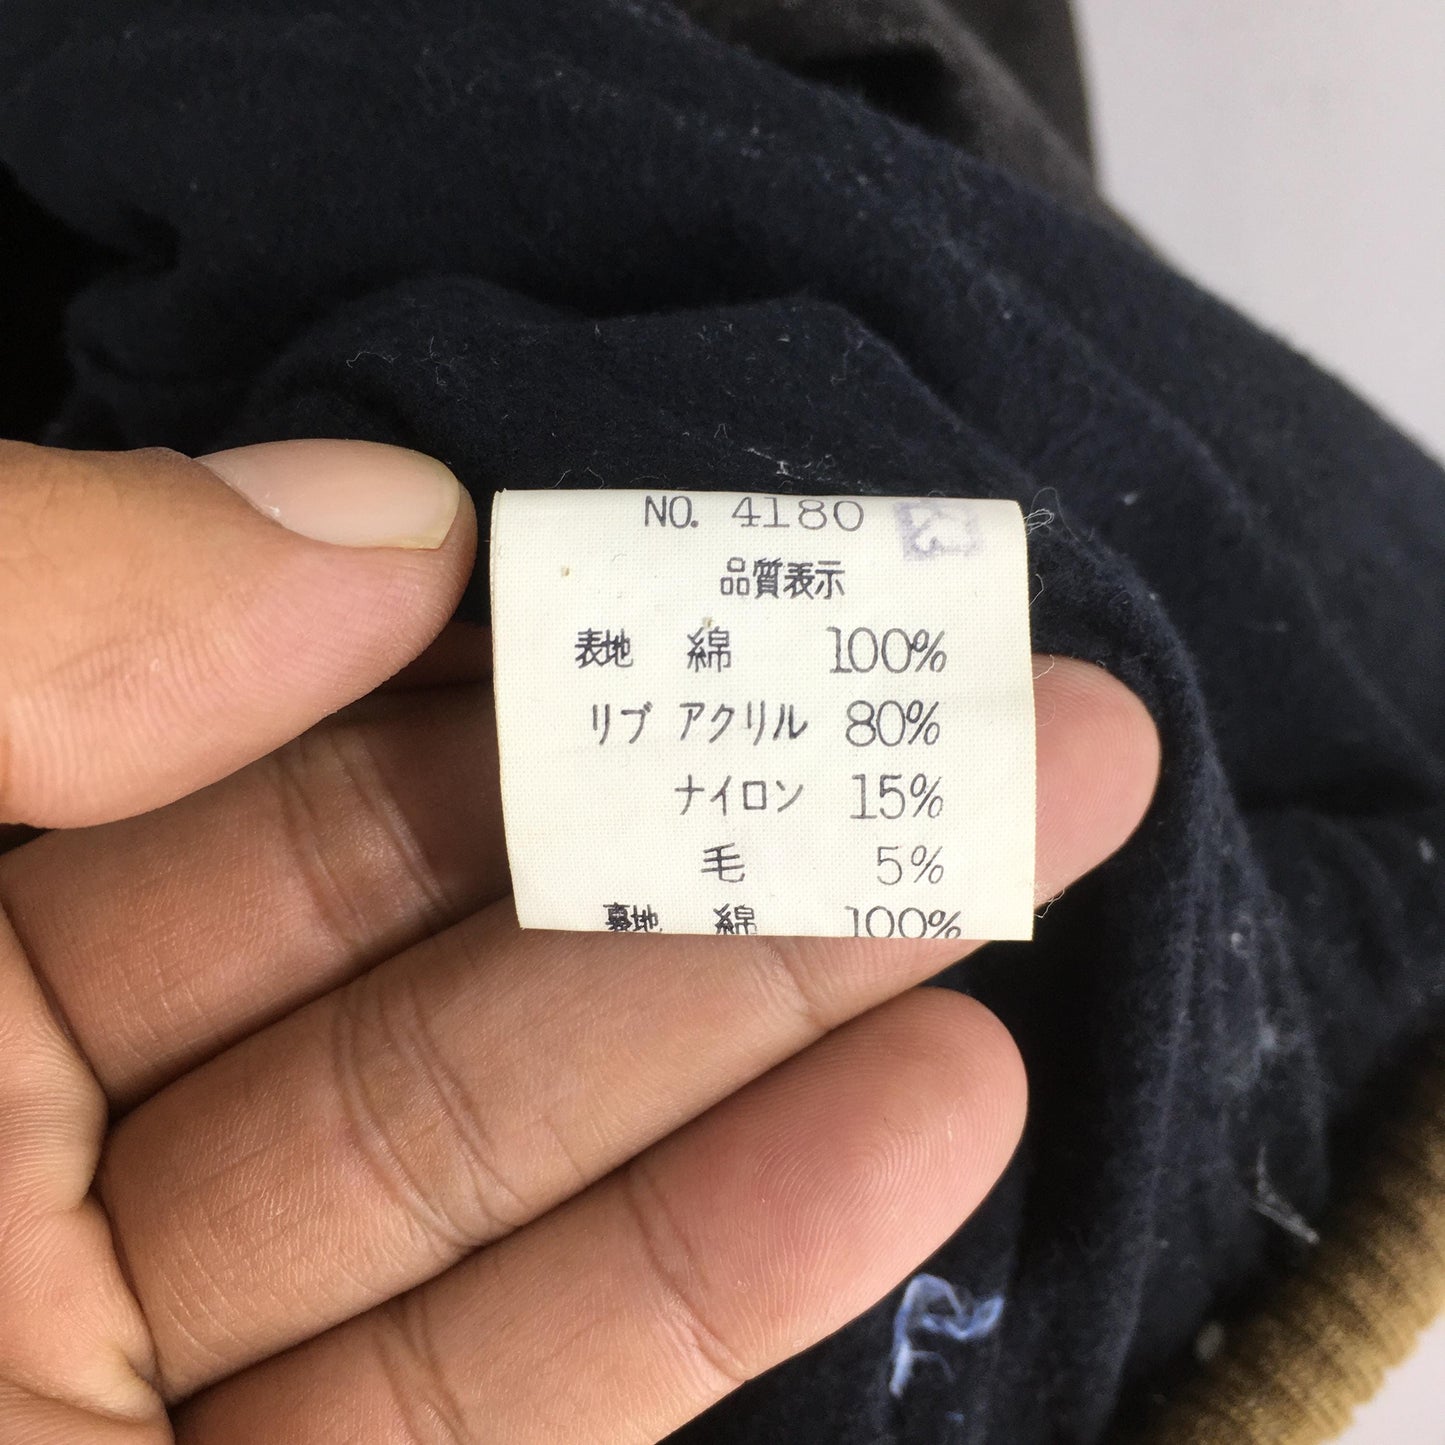 NO. 4180
品質表示
表地 綿 100%
リブ アクリル 80%
ナイロン 15%
毛 5%
裏地 綿 100%